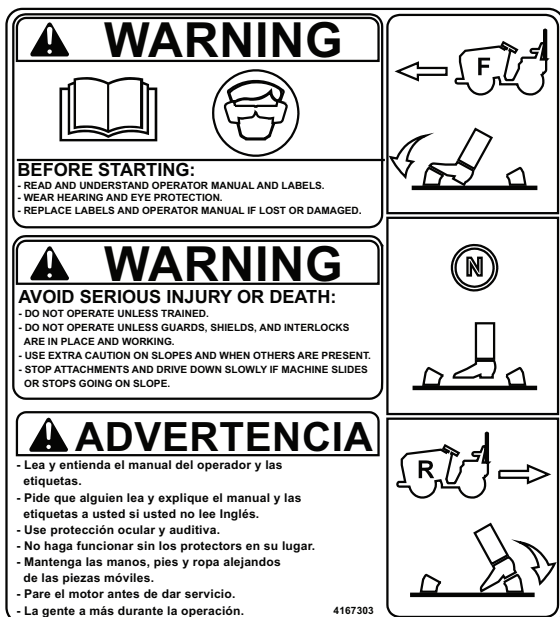 WARNING
BEFORE STARTING:
- READ AND UNDERSTAND OPERATOR MANUAL AND LABELS.
- WEAR HEARING AND EYE PROTECTION.
- REPLACE LABELS AND OPERATOR MANUAL IF LOST OR DAMAGED.
WARNING
AVOID SERIOUS INJURY OR DEATH:
- DO NOT OPERATE UNLESS TRAINED.
- DO NOT OPERATE UNLESS GUARDS, SHIELDS, AND INTERLOCKS
ARE IN PLACE AND WORKING.
- USE EXTRA CAUTION ON SLOPES AND WHEN OTHERS ARE PRESENT.
- STOP ATTACHMENTS AND DRIVE DOWN SLOWLY IF MACHINE SLIDES
OR STOPS GOING ON SLOPE.
ADVERTENCIA
- Lea y entienda el manual del operador y las
etiquetas.
- Pide que alguien lea y explique el manual y las
etiquetas a usted si usted no lee Inglés.
- Use protección ocular y auditiva.
- No haga funcionar sin los protectors en su lugar.
- Mantenga las manos, pies y ropa alejandos
de las piezas móviles.
- Pare el motor antes de dar servicio.
- La gente a más durante la operación.
4167303
F
N
R